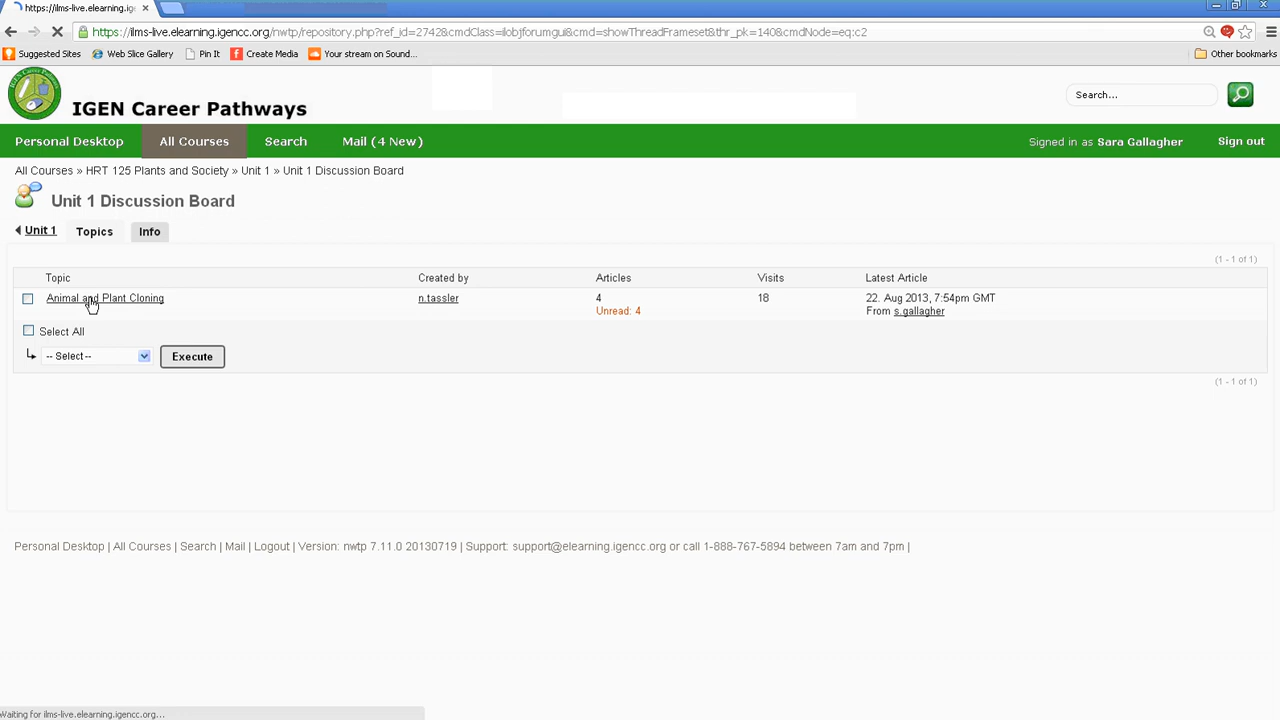 https://ilms-live.elearning.ige
https://ilms-live.elearning.igencc.org/nwtp/repository.php?ref_id=2742&cmdClass=ilobjforumgui&cmd=showThreadFrameset&thr_pk=140&cmdNode=eq:c2
Suggested Sites Web Slice Gallery Pin It Create Media Your stream on Sound... Other bookmarks
IGEN Career Pathways Search...
Personal Desktop All Courses Search Mail (4 New) Signed in as Sara Gallagher Sign out
All Courses » HRT 125 Plants and Society » Unit 1 » Unit 1 Discussion Board
Unit 1 Discussion Board
Unit 1 Topics Info
(1 - 1 of 1)
Topic Created by Articles Visits Latest Article
Animal and Plant Cloning n.tassler 4 18 22. Aug 2013, 7:54pm GMT
Unread: 4 From s.gallagher
Select All
-- Select -- Execute
(1 - 1 of 1)
Personal Desktop | All Courses | Search | Mail | Logout | Version: nwtp 7.11.0 20130719 | Support: support@elearning.igencc.org or call 1-888-767-5894 between 7am and 7pm |
Waiting for ilms-live.elearning.igencc.org...